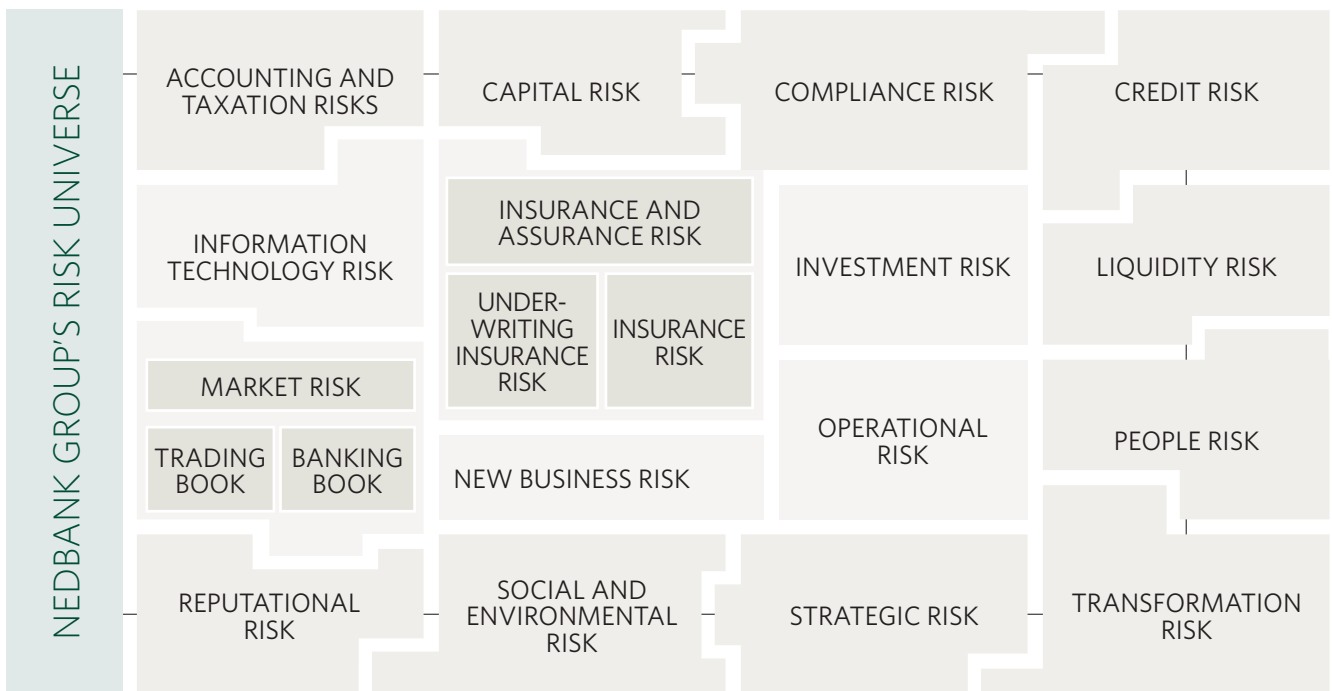 NEDBANK GROUP'S RISK UNIVERSE
ACCOUNTING AND
TAXATION RISKS
CAPITAL RISK
COMPLIANCE RISK
CREDIT RISK
INFORMATION
TECHNOLOGY RISK
INSURANCE AND
ASSURANCE RISK
UNDER-
WRITING
INSURANCE
RISK
INSURANCE
RISK
INVESTMENT RISK
LIQUIDITY RISK
MARKET RISK
TRADING
BOOK
BANKING
BOOK
NEW BUSINESS RISK
OPERATIONAL
RISK
PEOPLE RISK
REPUTATIONAL
RISK
SOCIAL AND
ENVIRONMENTAL
RISK
STRATEGIC RISK
TRANSFORMATION
RISK